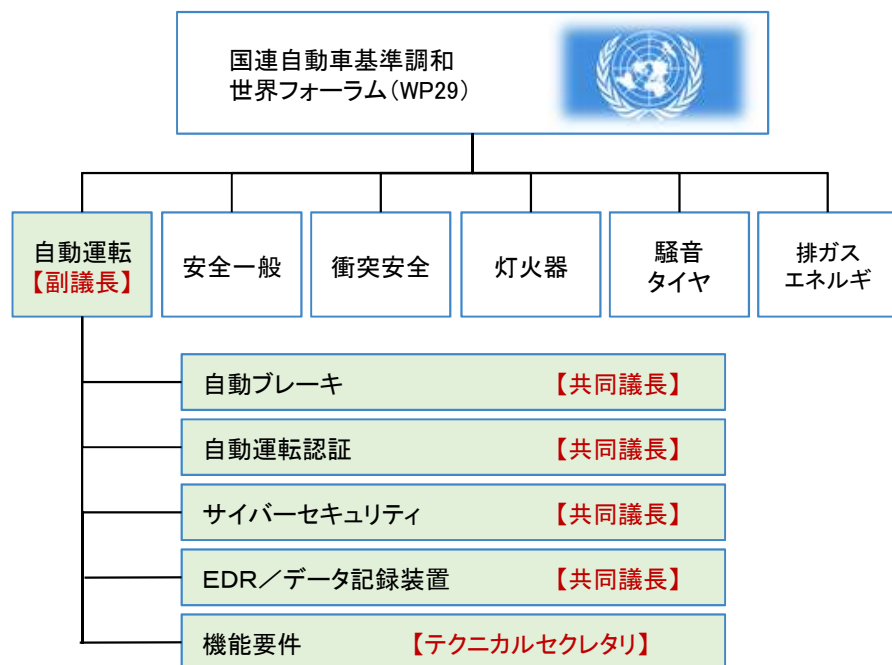 国連自動車基準調和
世界フォーラム（WP29）
自動運転
【副議長】
安全一般
衝突安全
灯火器
騒音
タイヤ
排ガス
エネルギ
自動ブレーキ 【共同議長】
自動運転認証 【共同議長】
サイバーセキュリティ 【共同議長】
ＥＤＲ／データ記録装置 【共同議長】
機能要件 【テクニカルセクレタリ】